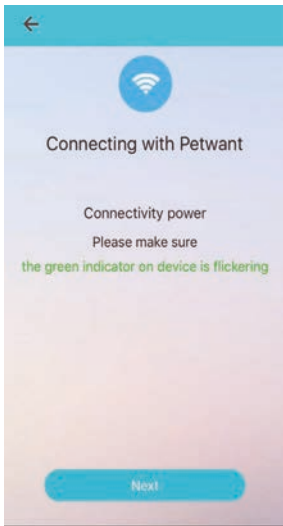 Connecting with Petwant
Connectivity power
Please make sure
the green indicator on device is flickering
Next